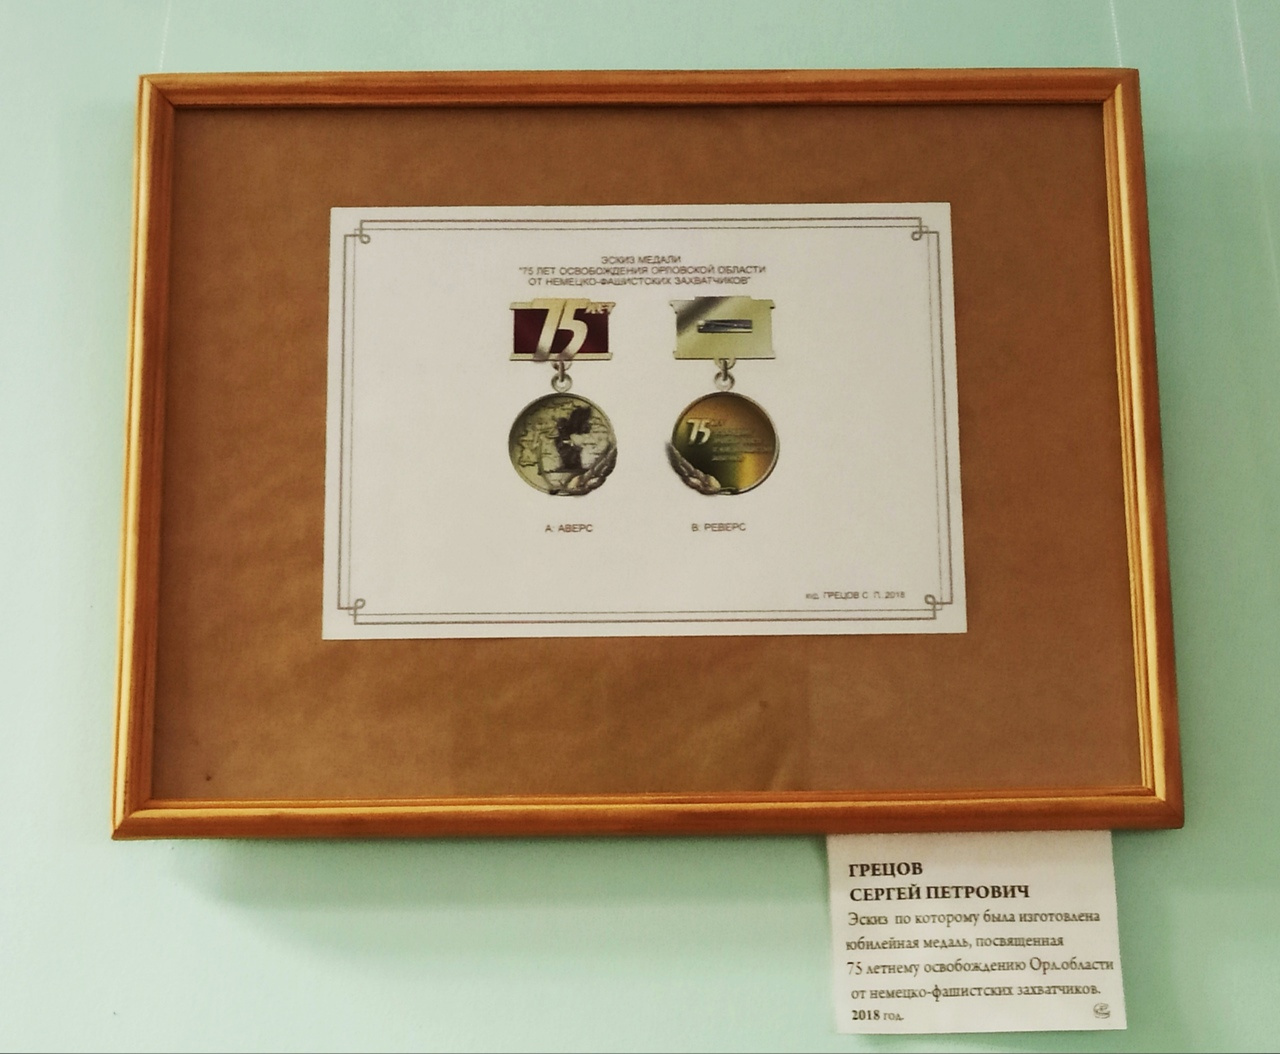 ЭСКИЗ МЕДАЛИ
"75 ЛЕТ ОСВОБОЖДЕНИЯ ОРЛОВСКОЙ ОБЛАСТИ
ОТ НЕМЕЦКО-ФАШИСТСКИХ ЗАХВАТЧИКОВ"
75 ЛЕТ
75
А: АВЕРС
В: РЕВЕРС
ГРЕЦОВ С. П. 2018
ГРЕЦОВ
СЕРГЕЙ ПЕТРОВИЧ
Эскиз по которому была изготовлена
юбилейная медаль, посвященная
75 летнему освобождению Орл.области
от немецко-фашистских захватчиков.
2018 год.